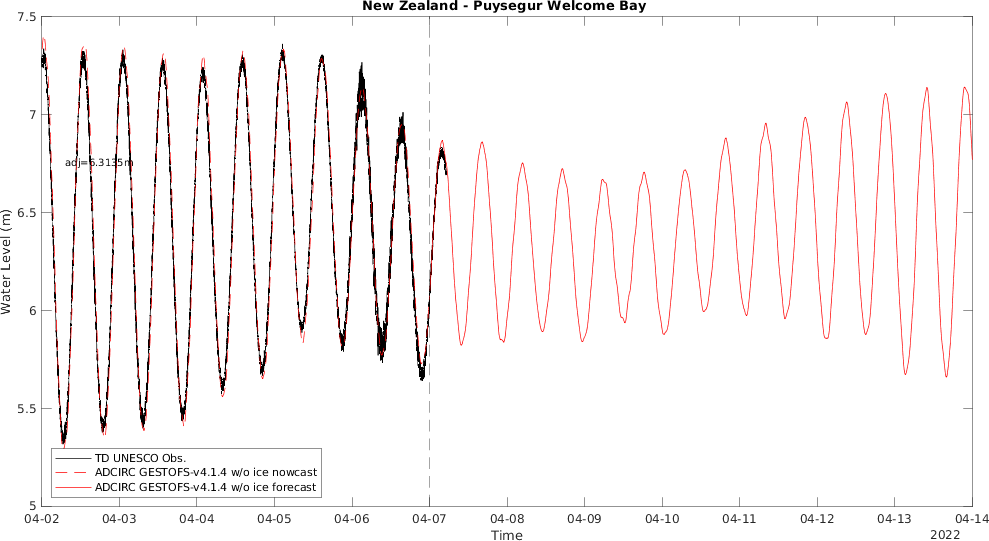 New Zealand - Puysegur Welcome Bay
7.5
7
6.5
6
5.5
5
Water Level (m)
adj=6.3135m
TD UNESCO Obs.
ADCIRC GESTOFS-v4.1.4 w/o ice nowcast
ADCIRC GESTOFS-v4.1.4 w/o ice forecast
04-02 04-03 04-04 04-05 04-06 04-07 04-08 04-09 04-10 04-11 04-12 04-13 04-14
Time
2022